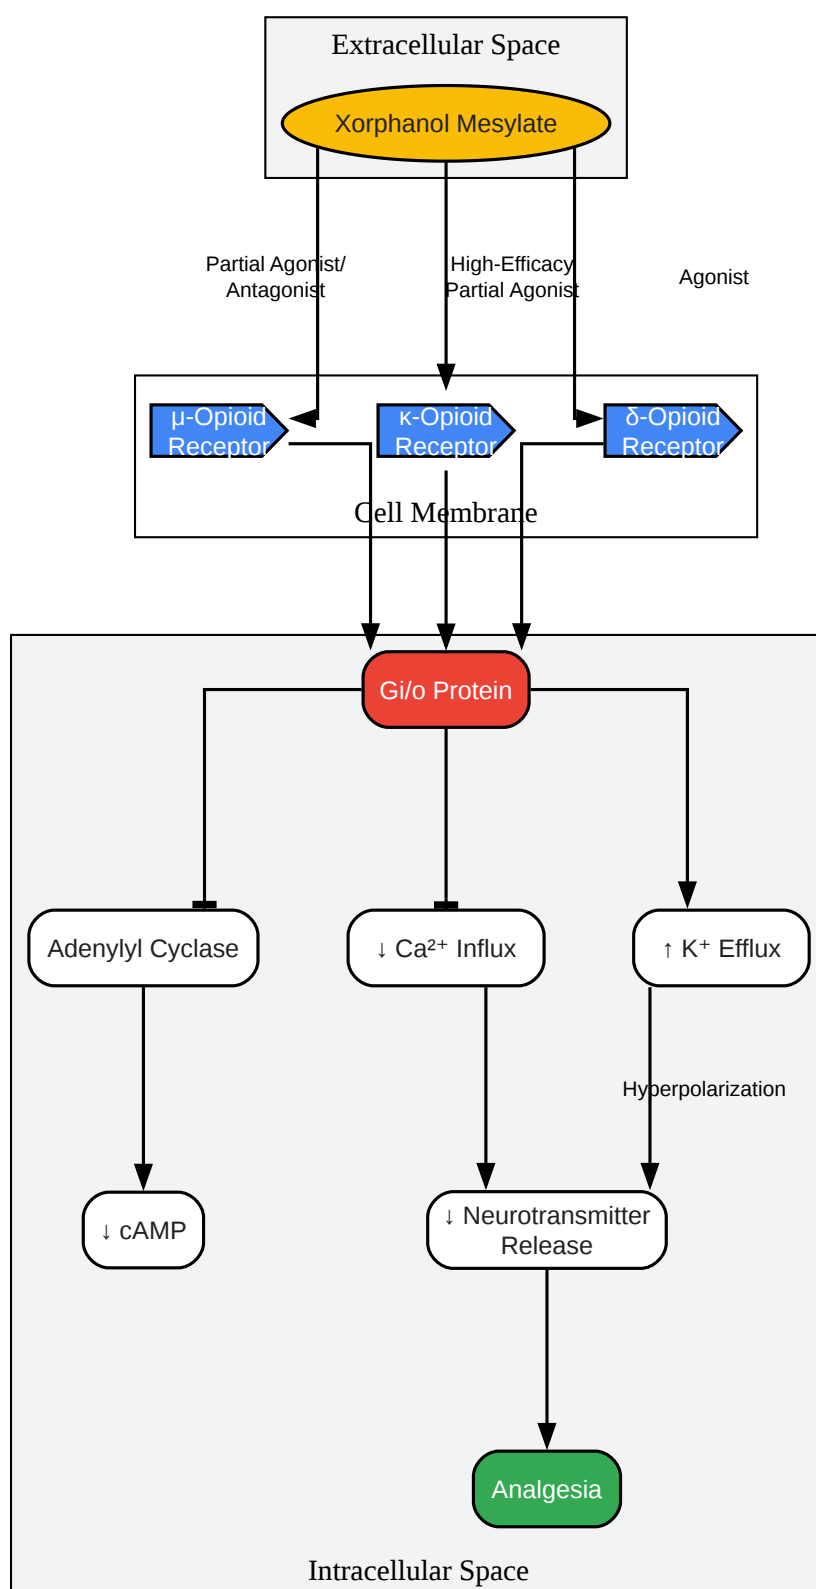 Extracellular Space
Xorphanol Mesylate
Partial Agonist/
Antagonist
High-Efficacy
Partial Agonist
Agonist
μ-Opioid
Receptor
κ-Opioid
Receptor
δ-Opioid
Receptor
Cell Membrane
Gi/o Protein
Adenylyl Cyclase
↓ Ca²⁺ Influx
↑ K⁺ Efflux
Hyperpolarization
↓ cAMP
↓ Neurotransmitter
Release
Analgesia
Intracellular Space